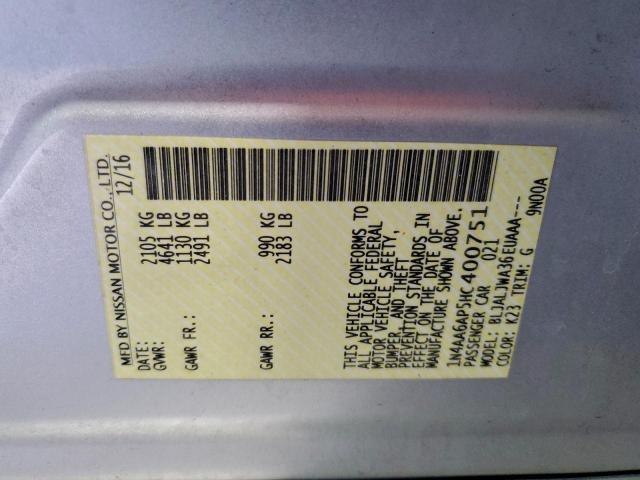 MFD BY NISSAN MOTOR CO.,LTD.
DATE: 12/16
GVWR: 2105 KG
4641 LB
GAWR FR.: 1130 KG
2491 LB
GAWR RR.: 990 KG
2183 LB
THIS VEHICLE CONFORMS TO
ALL APPLICABLE FEDERAL
MOTOR VEHICLE SAFETY,
BUMPER, AND THEFT
PREVENTION STANDARDS IN
EFFECT ON THE DATE OF
MANUFACTURE SHOWN ABOVE.
1N4AA6AP5HC400751
PASSENGER CAR 021
MODEL: BLJALJWA36EUAAA---
COLOR: K23 TRIM: G 9N00A